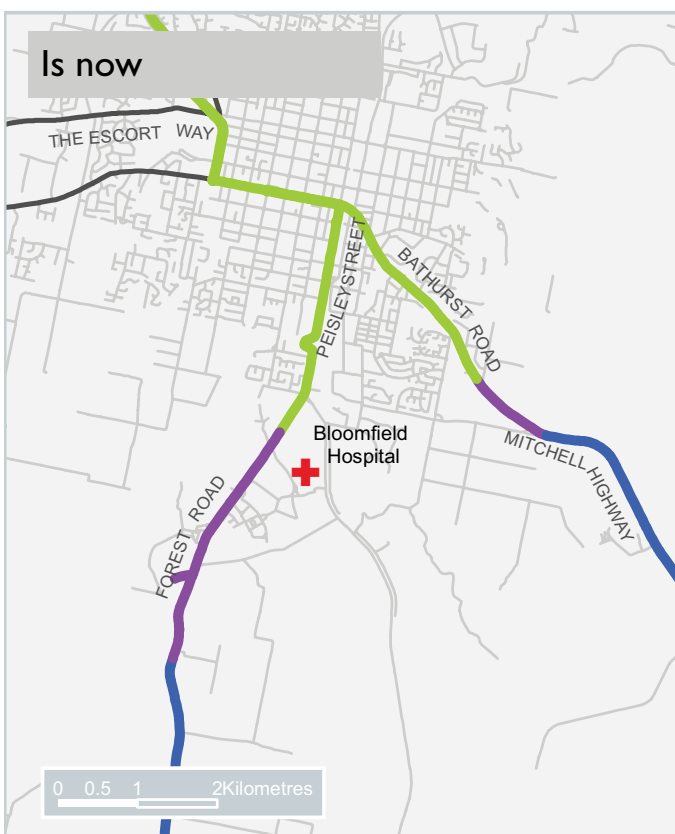 Is now
THE ESCORT WAY
PEISLEYSTREET
BATHURST ROAD
Bloomfield
Hospital
MITCHELL HIGHWAY
FOREST ROAD
0 0.5 1 2Kilometres